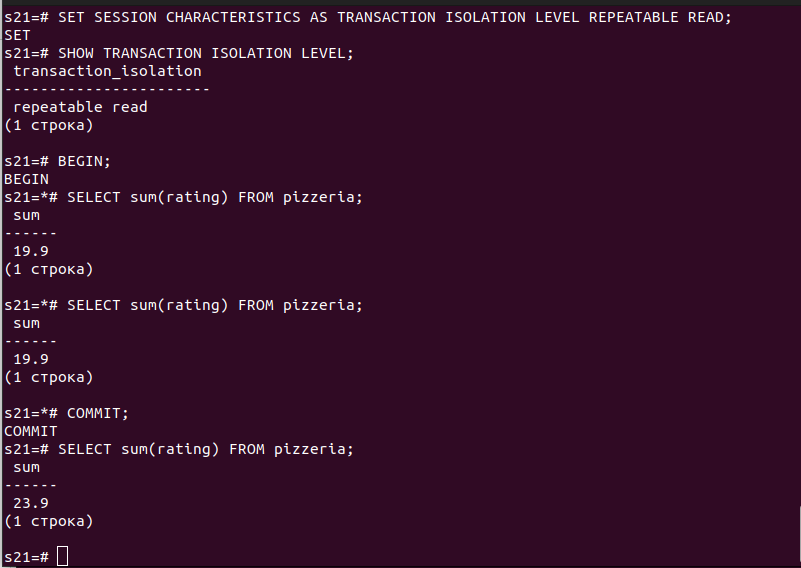 s21=# SET SESSION CHARACTERISTICS AS TRANSACTION ISOLATION LEVEL REPEATABLE READ;
SET
s21=# SHOW TRANSACTION ISOLATION LEVEL;
 transaction_isolation
-----------------------
 repeatable read
(1 строка)

s21=# BEGIN;
BEGIN
s21=*# SELECT sum(rating) FROM pizzeria;
 sum
------
 19.9
(1 строка)

s21=*# SELECT sum(rating) FROM pizzeria;
 sum
------
 19.9
(1 строка)

s21=*# COMMIT;
COMMIT
s21=# SELECT sum(rating) FROM pizzeria;
 sum
------
 23.9
(1 строка)

s21=#